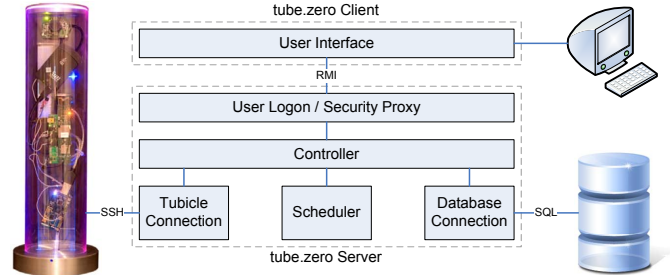 tube.zero Client
User Interface
RMI
User Logon / Security Proxy
Controller
Tubicle
Connection
Scheduler
Database
Connection
SSH
SQL
tube.zero Server